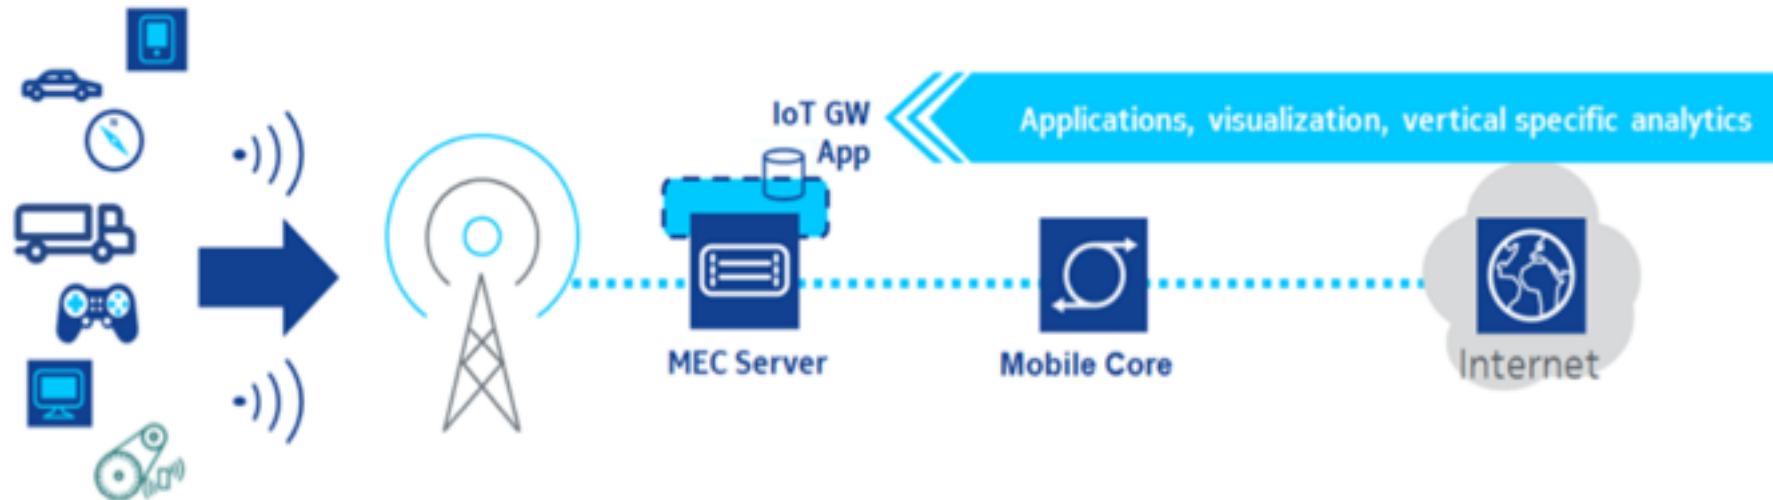 IoT GW
App
Applications, visualization, vertical specific analytics
MEC Server
Mobile Core
Internet